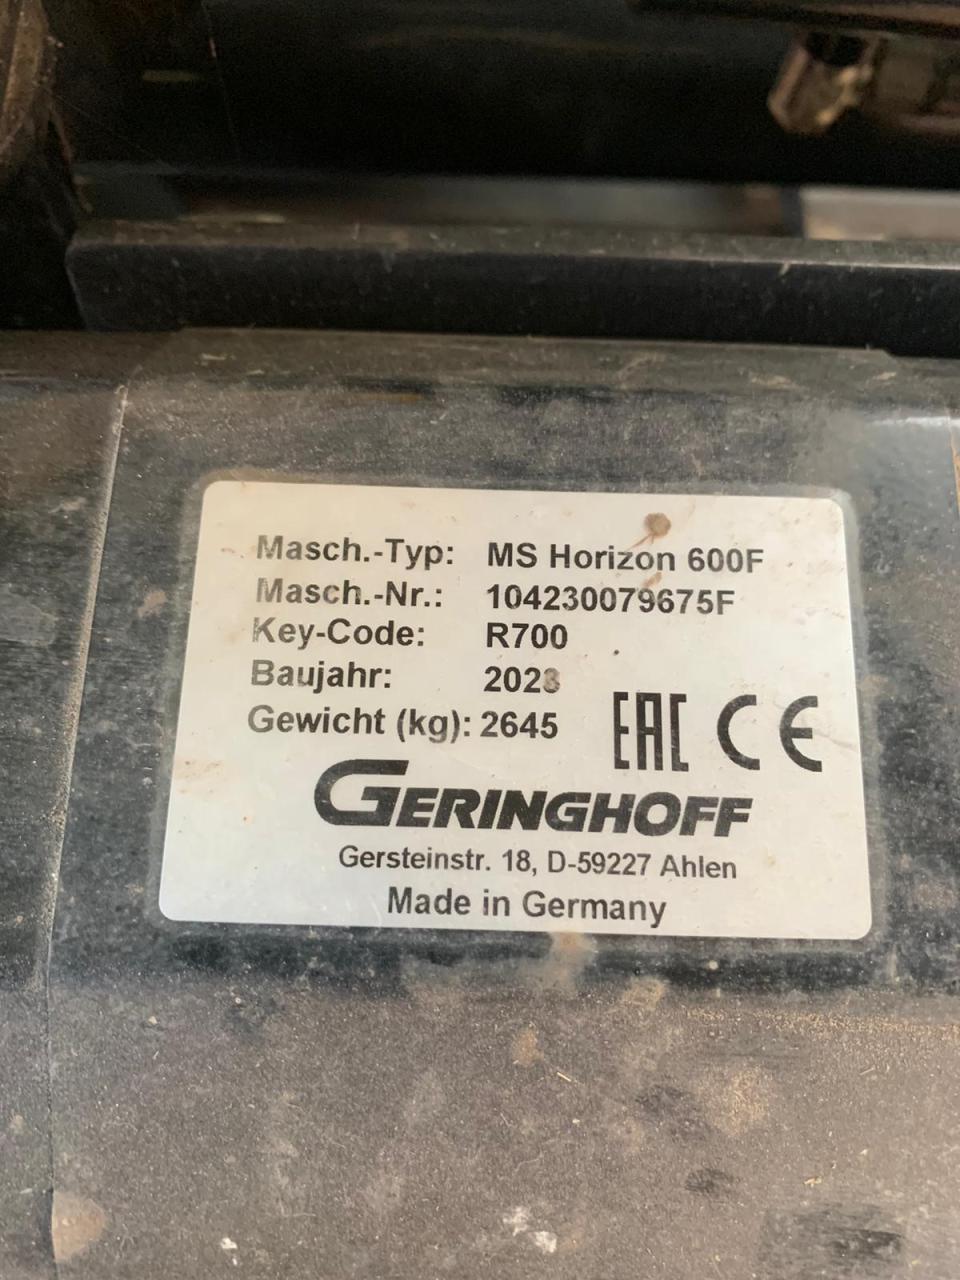 Masch.-Typ: MS Horizon 600F
Masch.-Nr.: 104230079675F
Key-Code: R700
Baujahr: 2023
Gewicht (kg): 2645
EAC CE
GERINGHOFF
Gersteinstr. 18, D-59227 Ahlen
Made in Germany